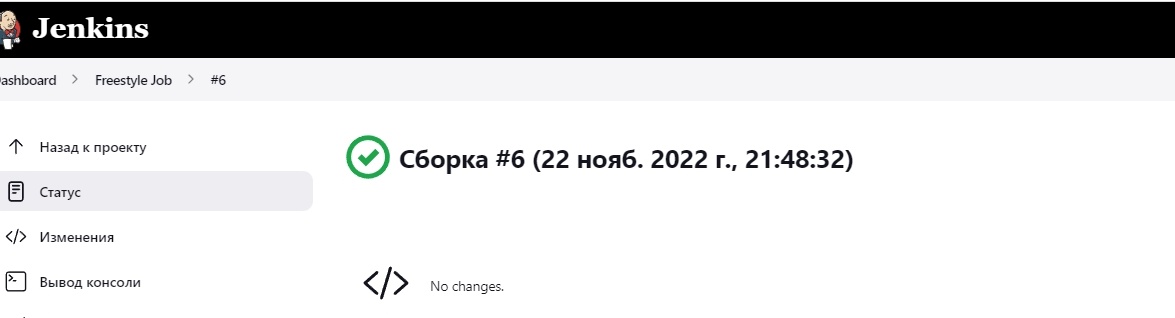 Jenkins
ashboard > Freestyle Job > #6
Назад к проекту
Статус
Изменения
Вывод консоли
Сборка #6 (22 нояб. 2022 г., 21:48:32)
No changes.